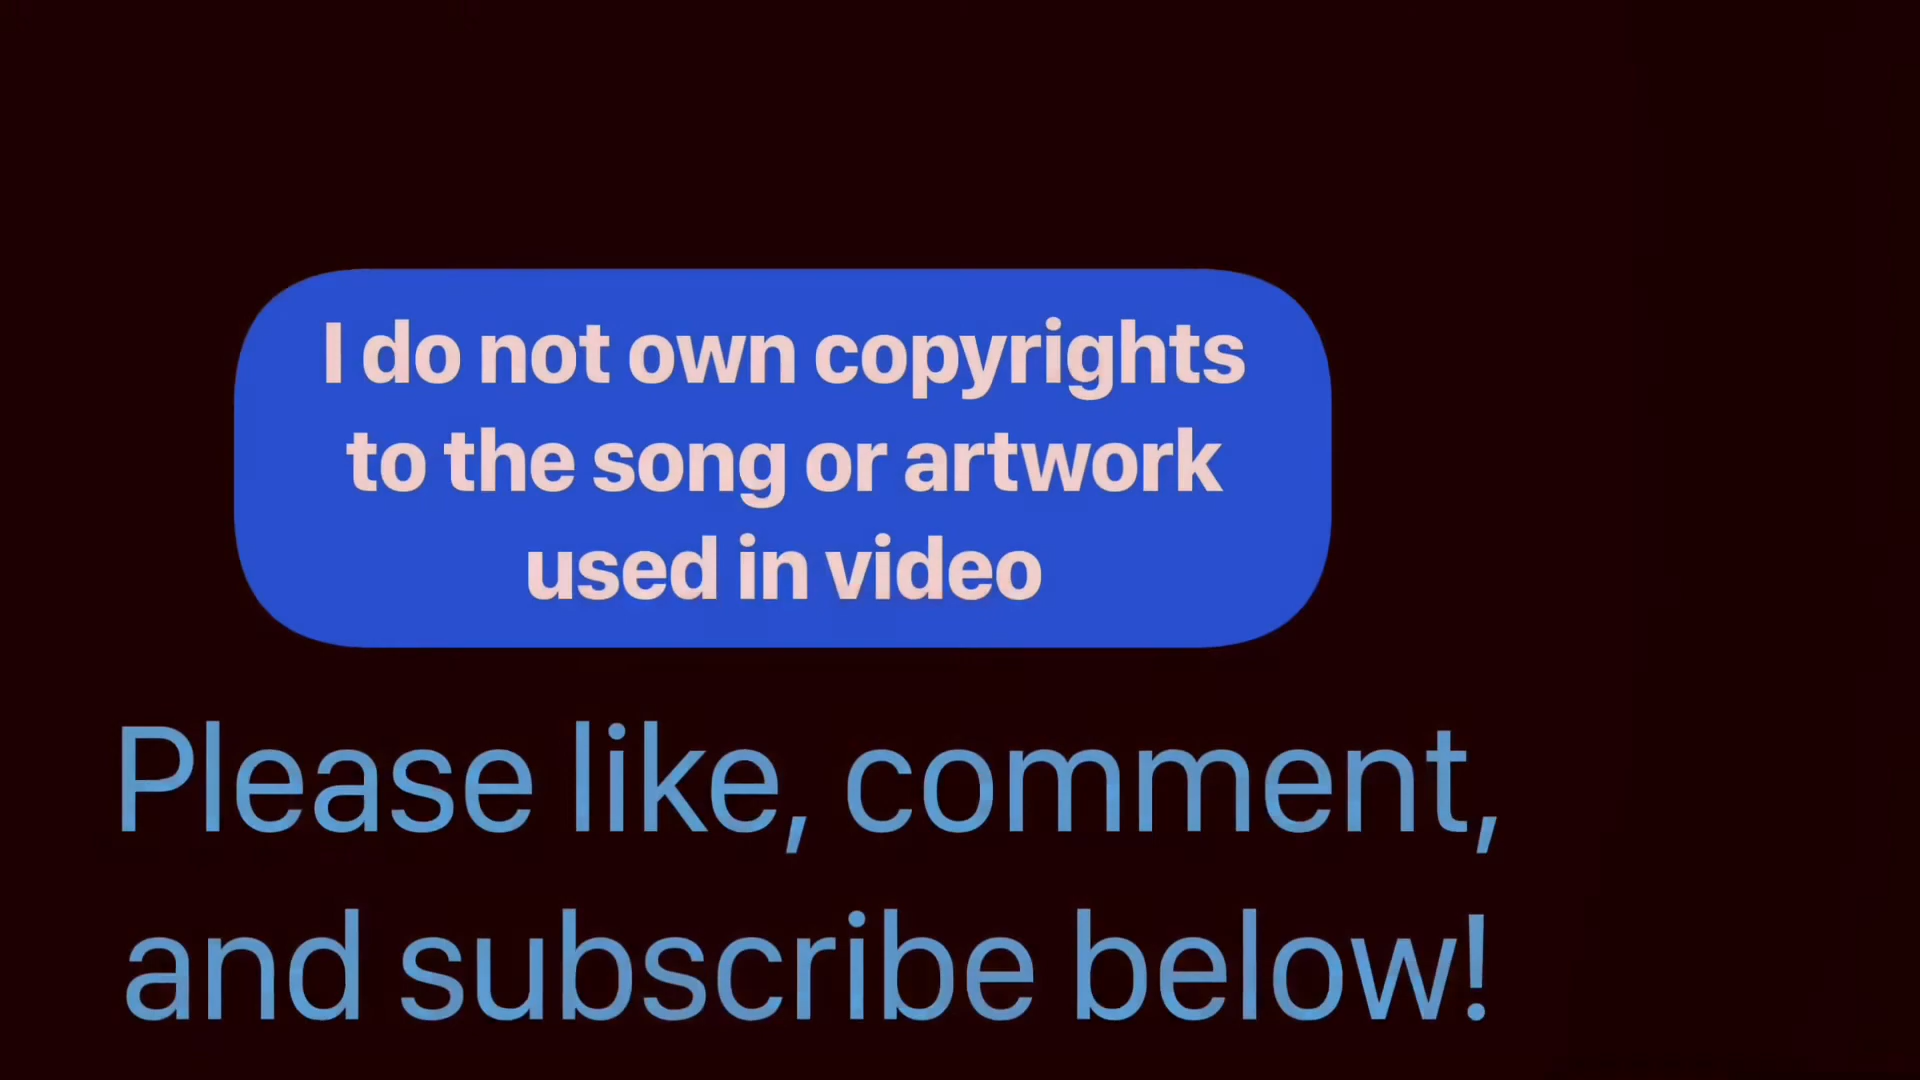 I do not own copyrights
to the song or artwork
used in video
Please like, comment,
and subscribe below!